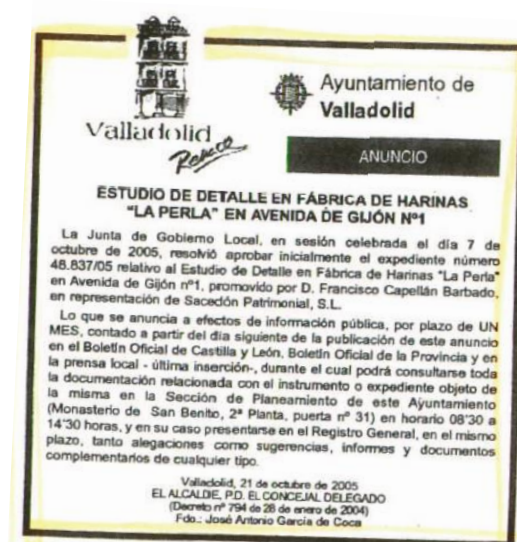 Valladolid
Renace
Ayuntamiento de
Valladolid
ANUNCIO
ESTUDIO DE DETALLE EN FÁBRICA DE HARINAS
"LA PERLA" EN AVENIDA DE GIJÓN Nº1
La Junta de Gobierno Local, en sesión celebrada el día 7 de
octubre de 2005, resolvió aprobar inicialmente el expediente número
48.837/05 relativo al Estudio de Detalle en Fábrica de Harinas "La Perla"
en Avenida de Gijón nº1, promovido por D. Francisco Capellán Barbado,
en representación de Sacedón Patrimonial, S.L.
Lo que se anuncia a efectos de información pública, por plazo de UN
MES, contado a partir del día siguiente de la publicación de este anuncio
en el Boletín Oficial de Castilla y León, Boletín Oficial de la Provincia y en
la prensa local - última inserción-, durante el cual podrá consultarse toda
la documentación relacionada con el instrumento o expediente objeto de
la misma en la Sección de Planeamiento de este Ayuntamiento
(Monasterio de San Benito, 2ª Planta, puerta nº 31) en horario 08'30 a
14'30 horas, y en su caso presentarse en el Registro General, en el mismo
plazo, tanto alegaciones como sugerencias, informes y documentos
complementarios de cualquier tipo.
Valladolid, 21 de octubre de 2005
EL ALCALDE, P.D. EL CONCEJAL DELEGADO
(Decreto nº 794 de 28 de enero de 2004)
Fdo.: José Antonio García de Coca